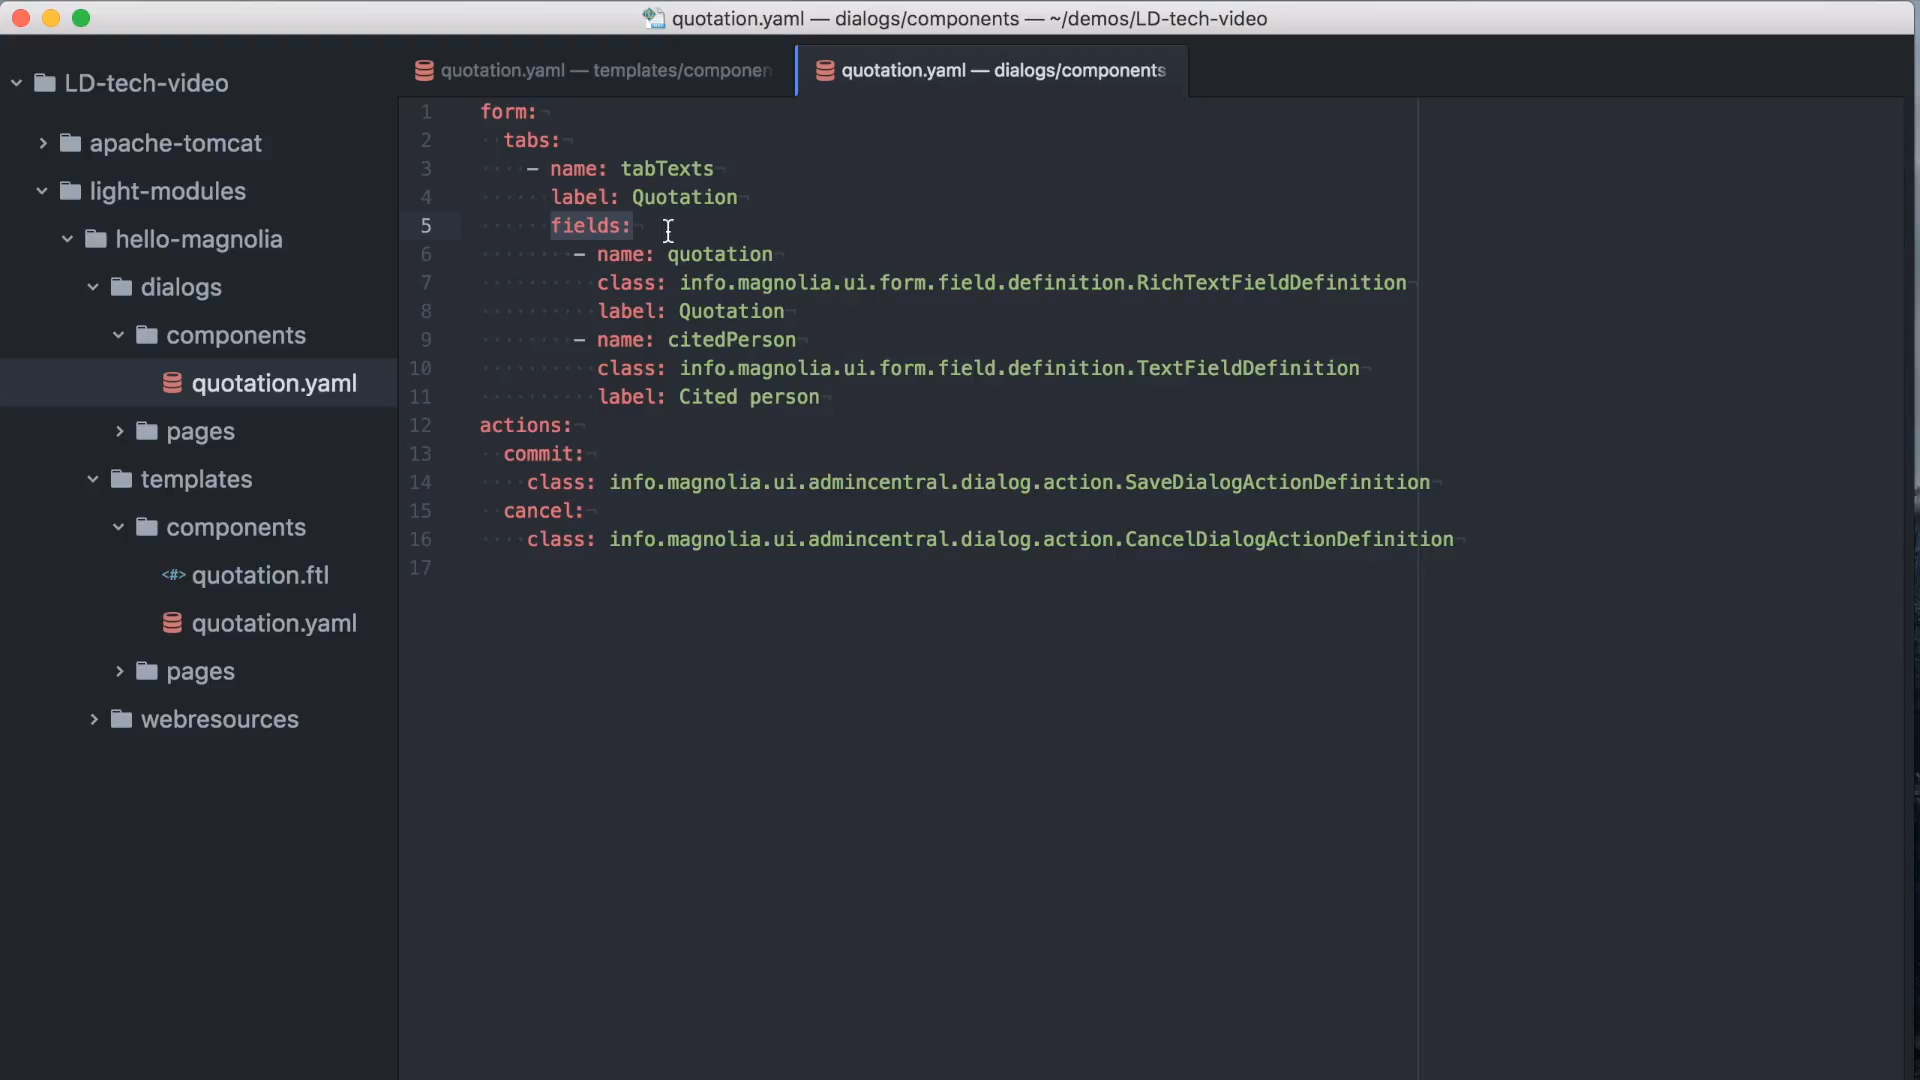 quotation.yaml — dialogs/components — ~/demos/LD-tech-video
LD-tech-video
apache-tomcat
light-modules
hello-magnolia
dialogs
components
quotation.yaml
pages
templates
components
quotation.ftl
quotation.yaml
pages
webresources
quotation.yaml — templates/componen
quotation.yaml — dialogs/components
1 form:
2 tabs:
3 - name: tabTexts
4 label: Quotation
5 fields:
6 - name: quotation
7 class: info.magnolia.ui.form.field.definition.RichTextFieldDefinition
8 label: Quotation
9 - name: citedPerson
10 class: info.magnolia.ui.form.field.definition.TextFieldDefinition
11 label: Cited person
12 actions:
13 commit:
14 class: info.magnolia.ui.admincentral.dialog.action.SaveDialogActionDefinition
15 cancel:
16 class: info.magnolia.ui.admincentral.dialog.action.CancelDialogActionDefinition
17